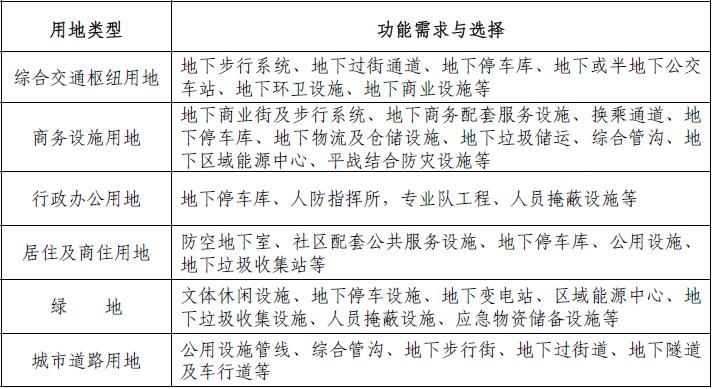 用地类型
功能需求与选择
综合交通枢纽用地
地下步行系统、地下过街通道、地下停车库、地下或半地下公交
车站、地下环卫设施、地下商业设施等
商务设施用地
地下商业街及步行系统、地下商务配套服务设施、换乘通道、地
下停车库、地下物流及仓储设施、地下垃圾储运、综合管沟、地
下区域能源中心、平战结合防灾设施等
行政办公用地
地下停车库、人防指挥所，专业队工程、人员掩蔽设施等
居住及商住用地
防空地下室、社区配套公共服务设施、地下停车库、公用设施、
地下垃圾收集站等
绿 地
文体休闲设施、地下停车设施、地下变电站、区域能源中心、地
下垃圾收集设施、人员掩蔽设施、应急物资储备设施等
城市道路用地
公用设施管线、综合管沟、地下步行街、地下过街道、地下隧道
及车行道等